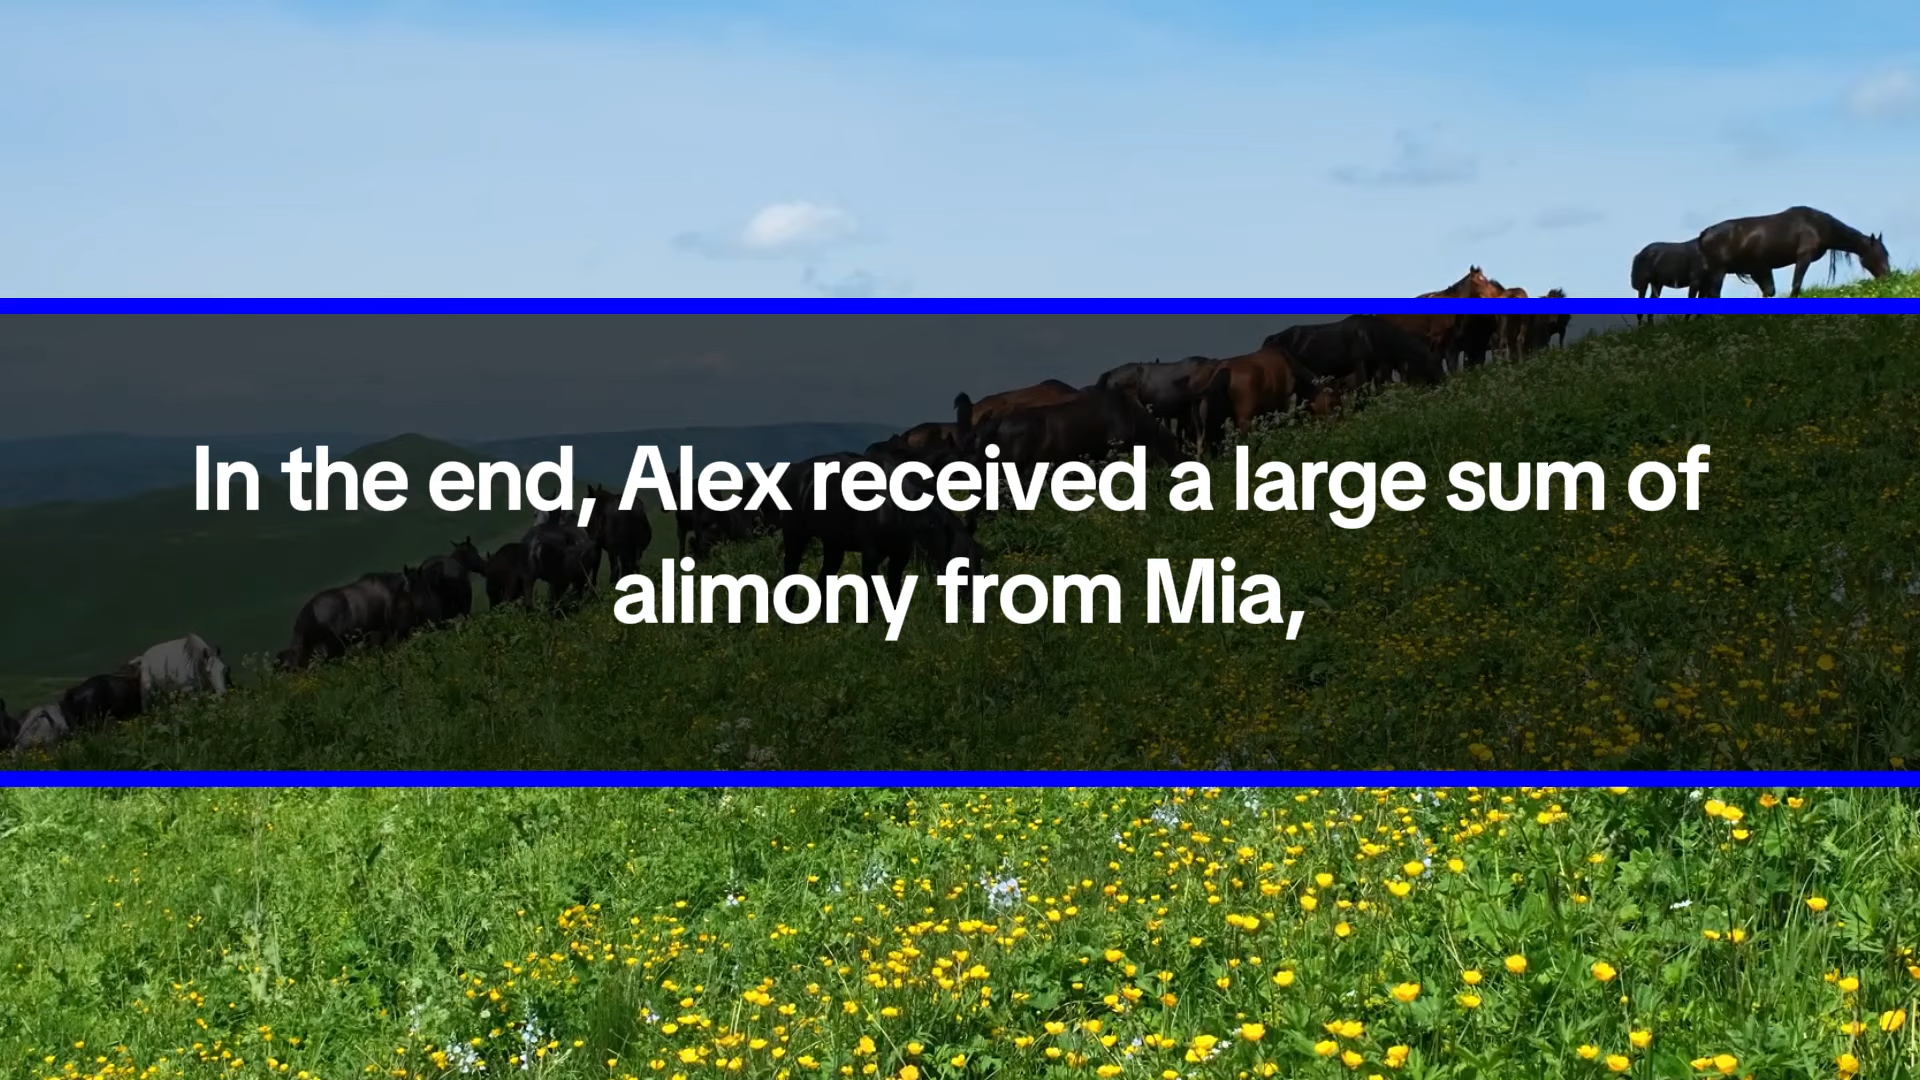 In the end, Alex received a large sum of
alimony from Mia,